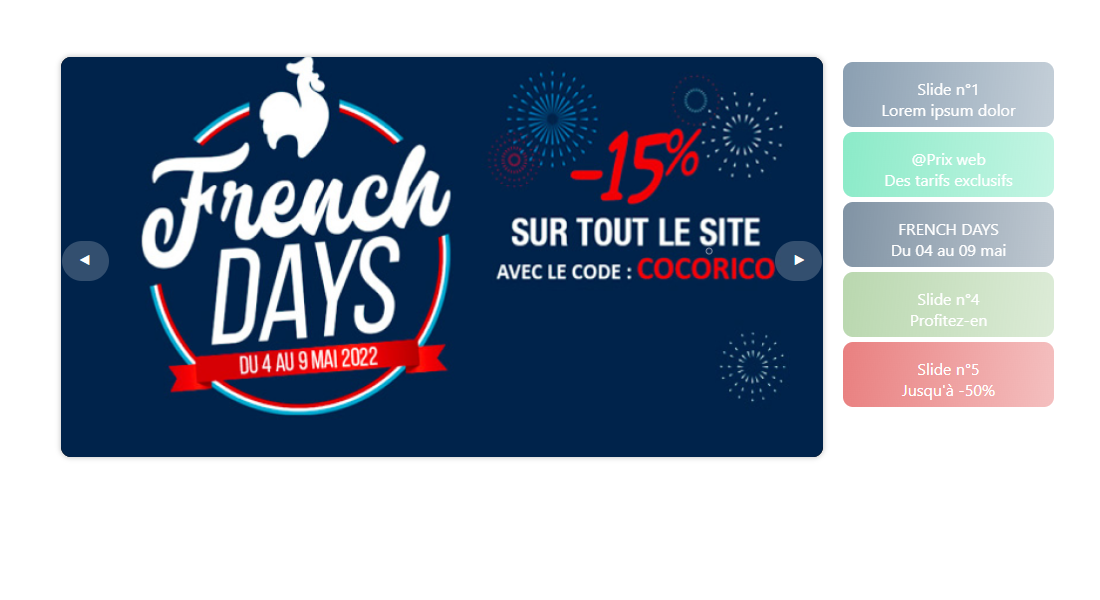 French
DAYS
DU 4 AU 9 MAI 2022
-15%
SUR TOUT LE SITE
AVEC LE CODE : COCORICO
Slide n°1
Lorem ipsum dolor
@Prix web
Des tarifs exclusifs
FRENCH DAYS
Du 04 au 09 mai
Slide n°4
Profitez-en
Slide n°5
Jusqu'à -50%